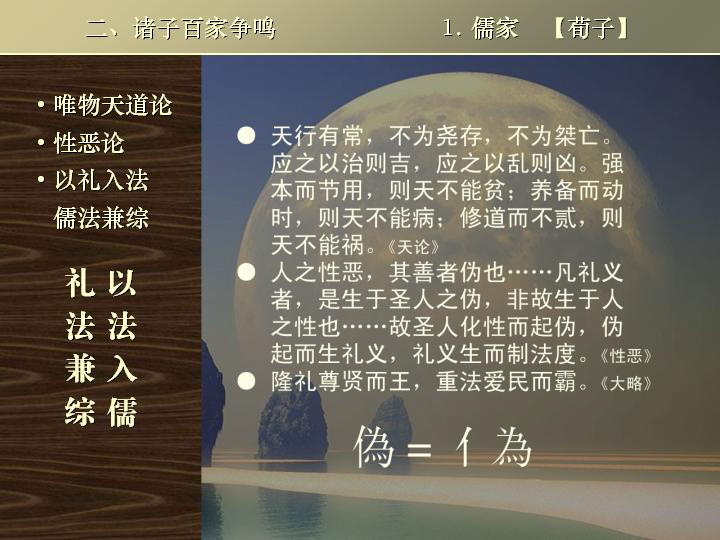 二、诸子百家争鸣 1. 儒家 【荀子】
·唯物天道论
·性恶论
·以礼入法
儒法兼综
以法入儒
礼法兼综
● 天行有常，不为尧存，不为桀亡。
应之以治则吉，应之以乱则凶。强
本而节用，则天不能贫；养备而动
时，则天不能病；修道而不贰，则
天不能祸。《天论》
● 人之性恶，其善者伪也……凡礼义
者，是生于圣人之伪，非故生于人
之性也……故圣人化性而起伪，伪
起而生礼义，礼义生而制法度。《性恶》
● 隆礼尊贤而王，重法爱民而霸。《大略》
偽 = 亻為